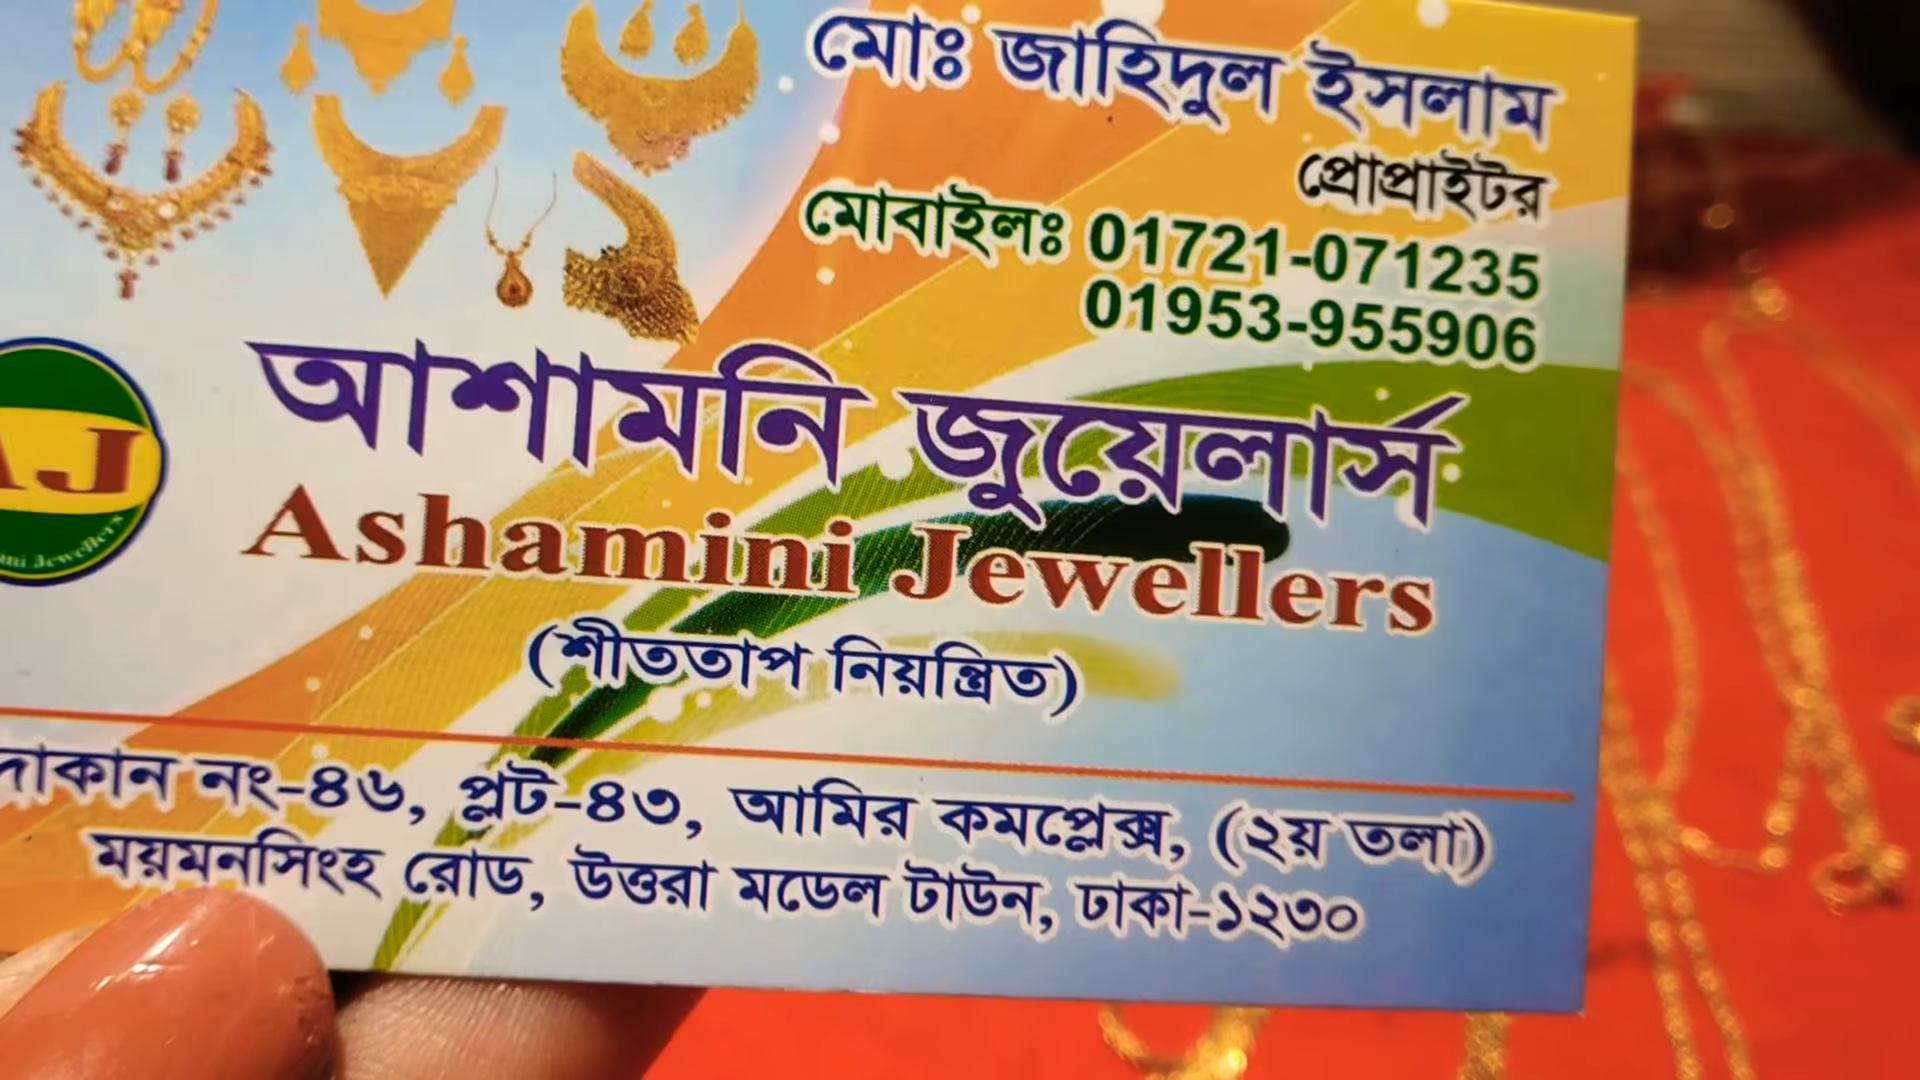 মোঃ জাহিদুল ইসলাম
প্রোপ্রাইটর
মোবাইলঃ 01721-071235
01953-955906
AJ
আশামনি জুয়েলার্স
Ashamini Jewellers
(শীততাপ নিয়ন্ত্রিত)
নং-৪৬, প্লট-৪৩, আমির কমপ্লেক্স, (২য় তলা)
ময়মনসিংহ রোড, উত্তরা মডেল টাউন, ঢাকা-১২৩০